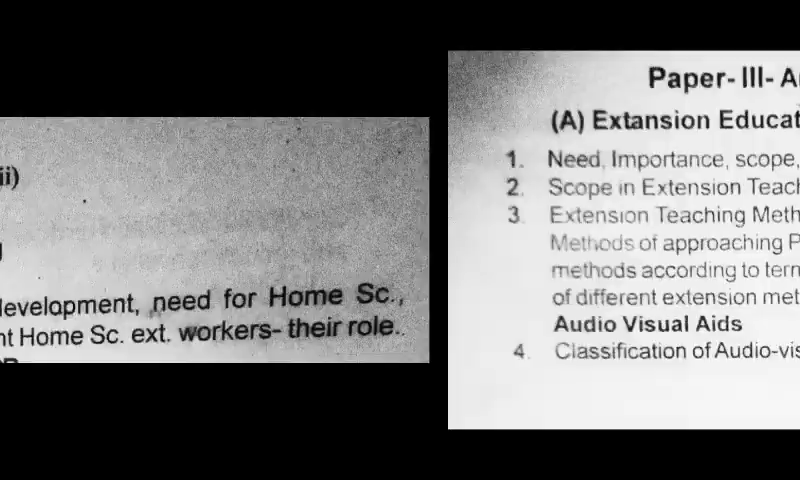 ii)
development, need for Home Sc.,
nt Home Sc. ext. workers- their role.
Paper- III- A
(A) Extansion Educat
1. Need, Importance, scope,
2. Scope in Extension Teach
3. Extension Teaching Meth
Methods of approaching P
methods according to term
of different extension met
Audio Visual Aids
4. Classification of Audio-vis